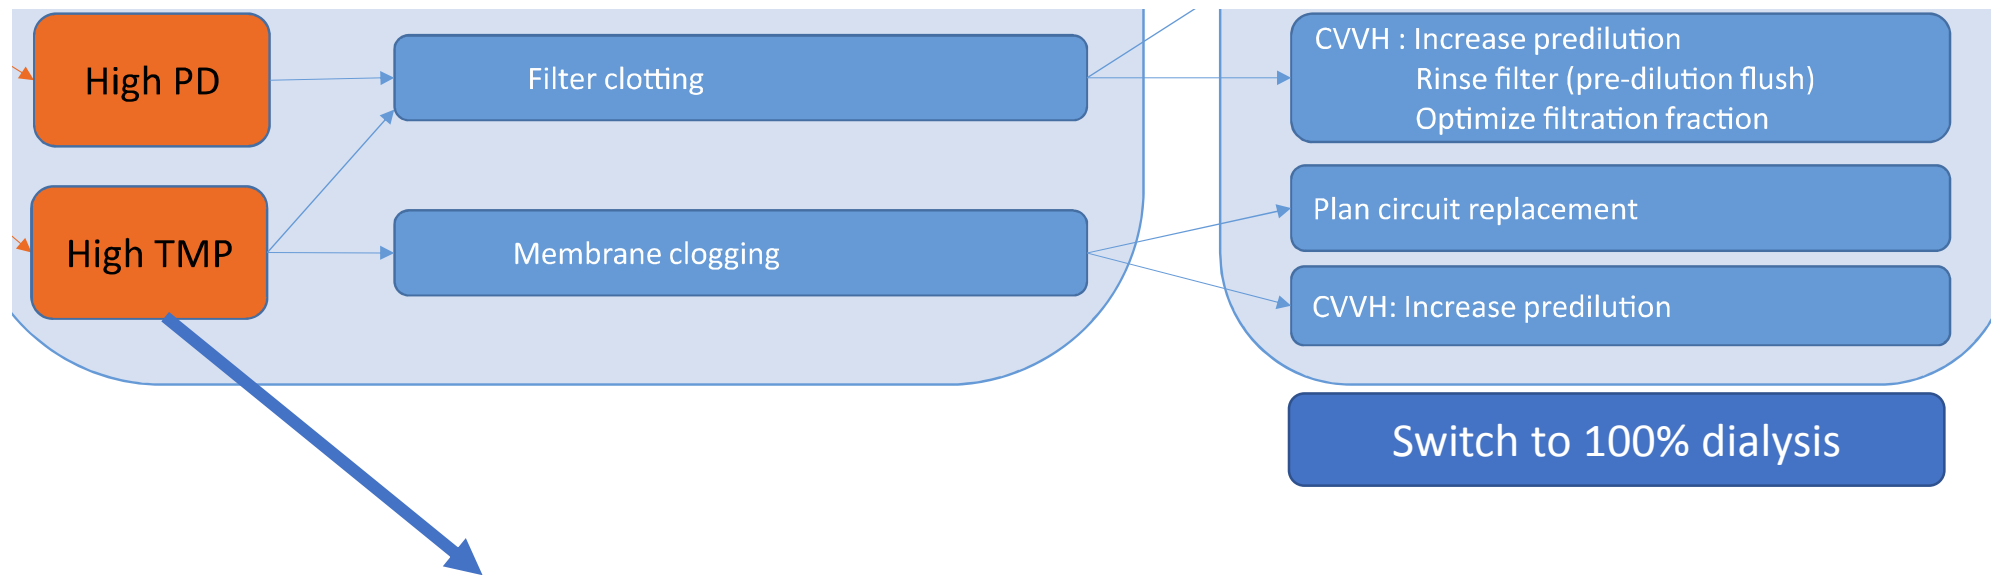 High PD
Filter clotting
CVVH : Increase predilution
Rinse filter (pre-dilution flush)
Optimize filtration fraction
High TMP
Membrane clogging
Plan circuit replacement
CVVH: Increase predilution
Switch to 100% dialysis